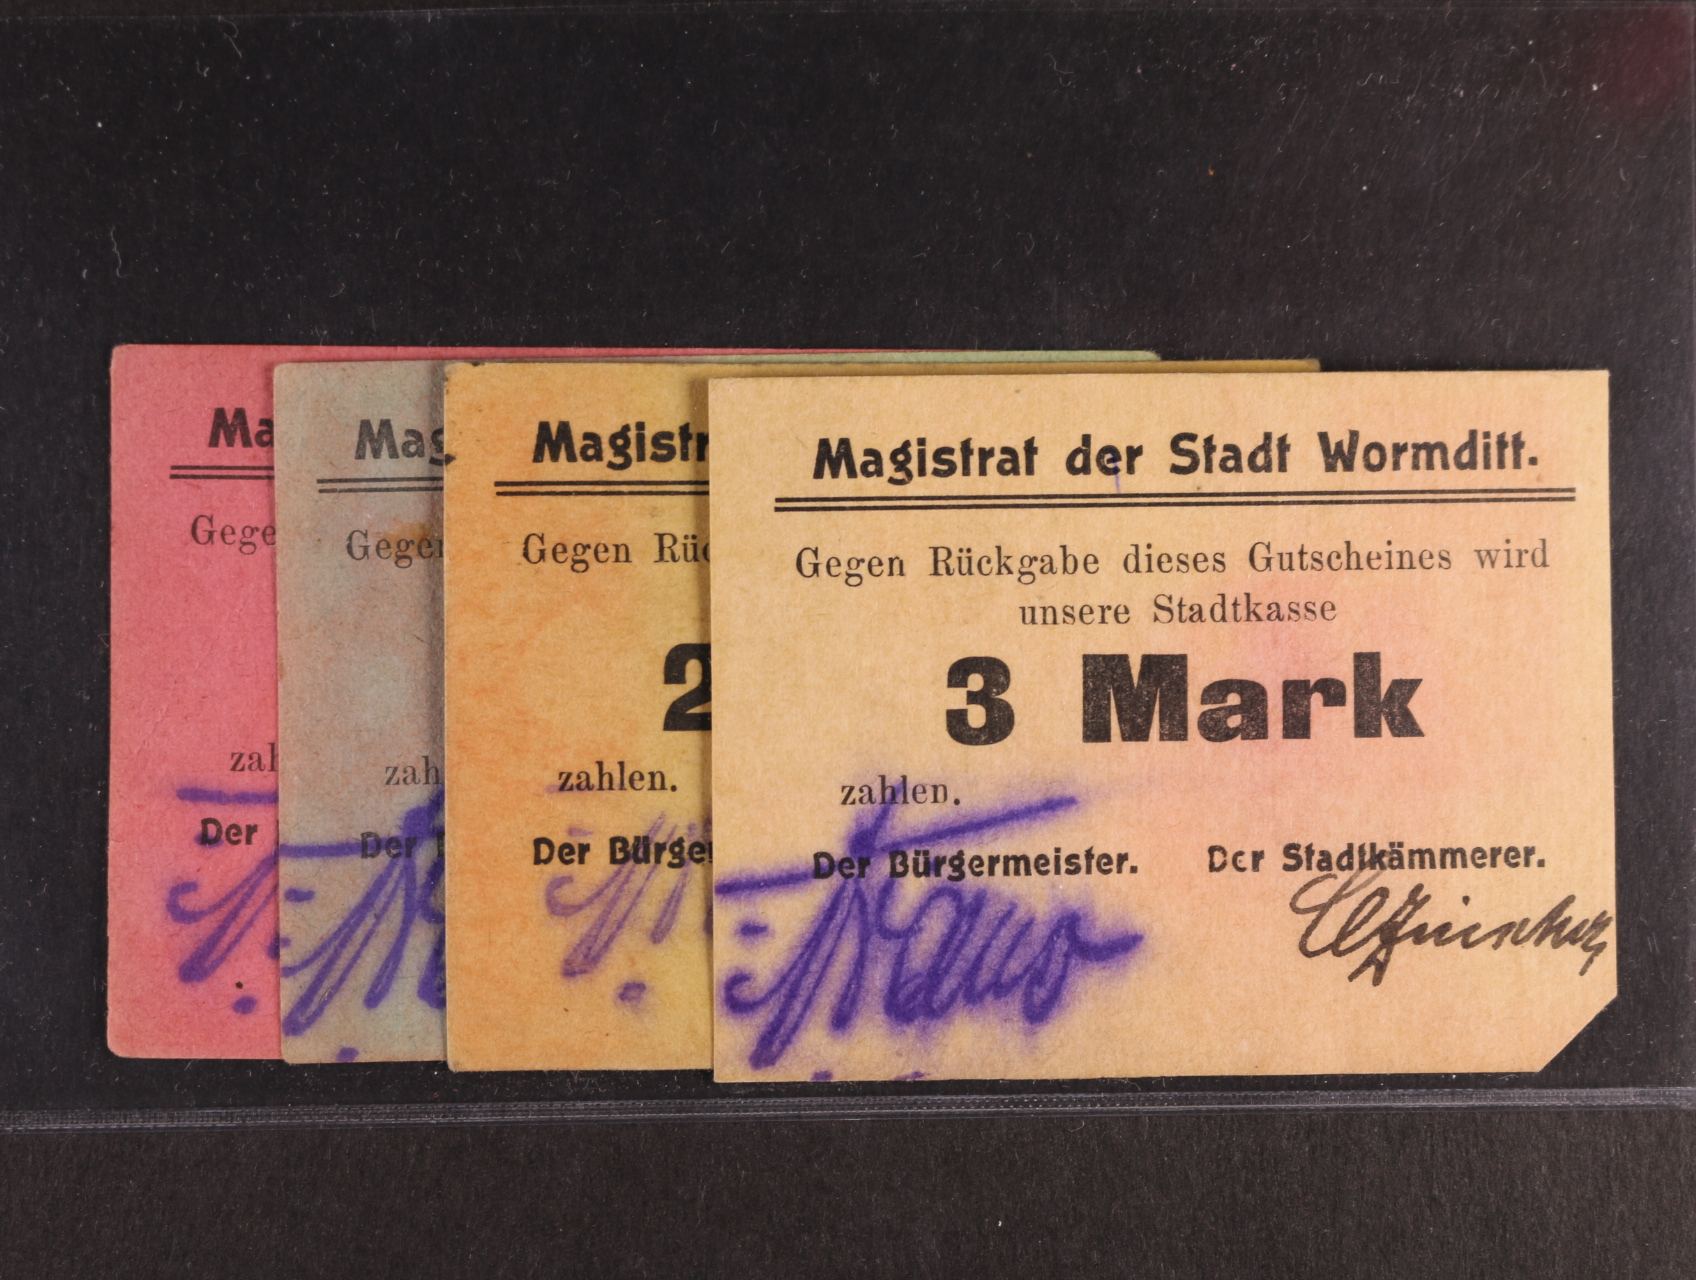 Ma
Gege
zahl
Der
Mag
Gegen
zah
Der
Magistr
Gegen Rüc
2
zahlen.
Der Bürger
Magistrat der Stadt Wormditt.
Gegen Rückgabe dieses Gutscheines wird
unsere Stadtkasse
3 Mark
zahlen.
Der Bürgermeister. Der Stadtkämmerer.